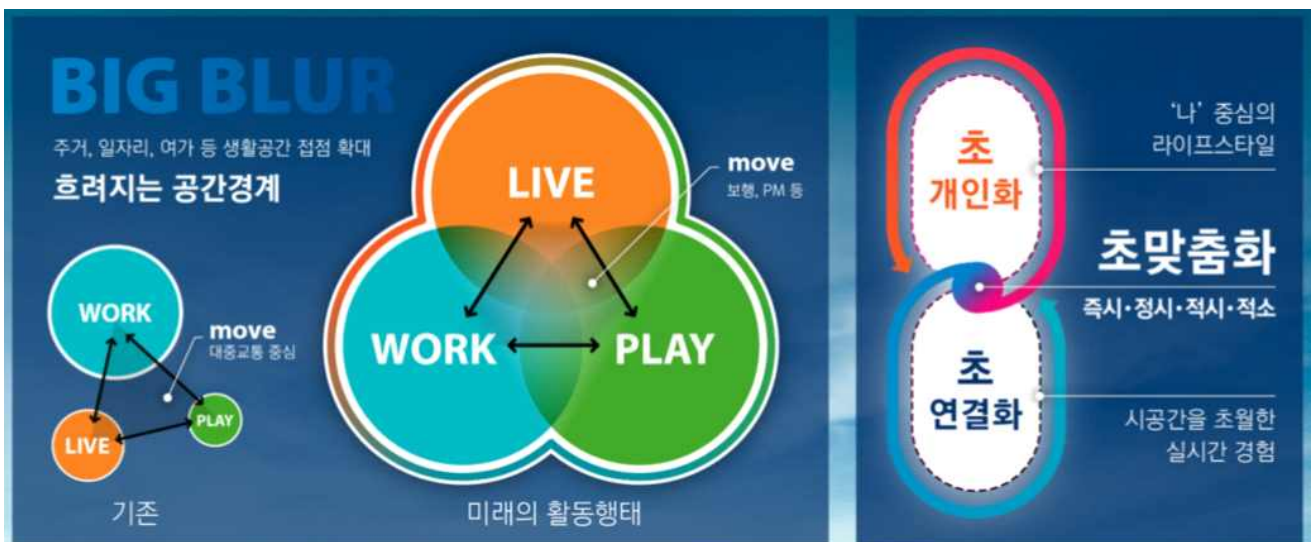 BIG BLUR
주거, 일자리, 여가 등 생활공간 접점 확대
흐려지는 공간경계
WORK
move
대중교통 중심
LIVE
PLAY
기존
LIVE
move
보행, PM 등
WORK
PLAY
미래의 활동행태
초
개인화
'나' 중심의
라이프스타일
초맞춤화
즉시·정시·적시·적소
초
연결화
시공간을 초월한
실시간 경험